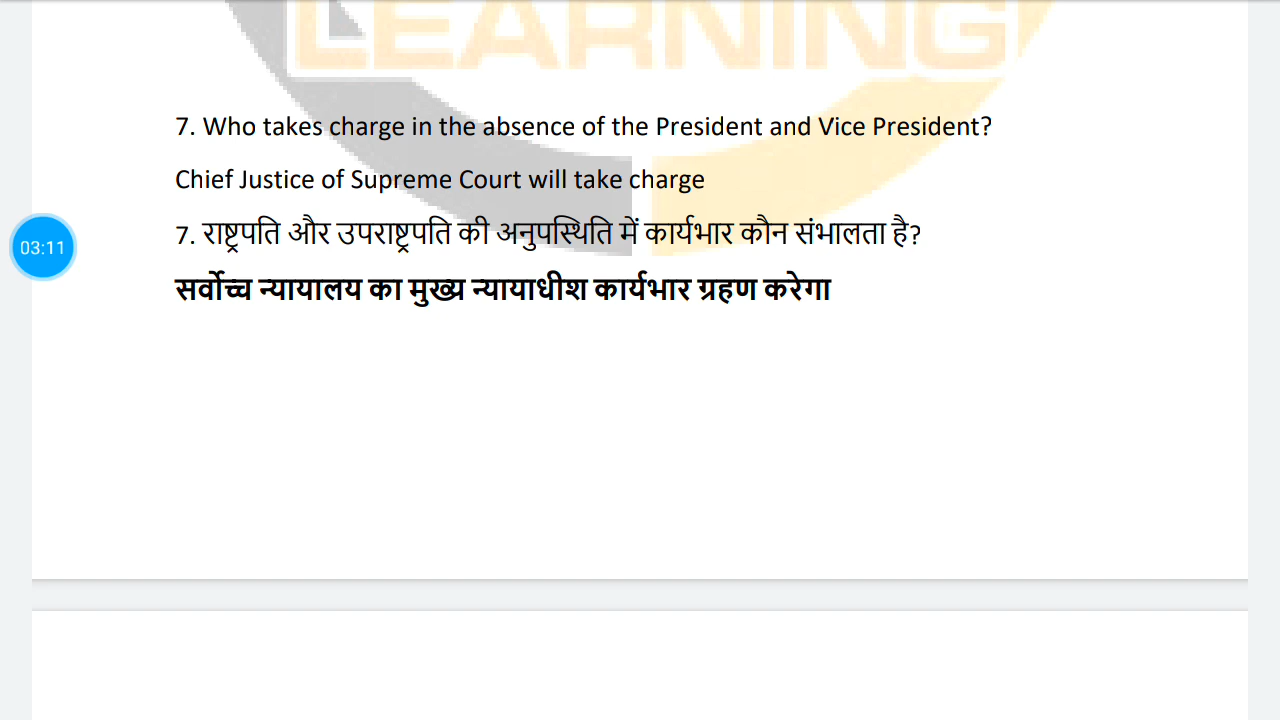 LEARNING
7. Who takes charge in the absence of the President and Vice President?
Chief Justice of Supreme Court will take charge
03:11
7. राष्ट्रपति और उपराष्ट्रपति की अनुपस्थिति में कार्यभार कौन संभालता है?
सर्वोच्च न्यायालय का मुख्य न्यायाधीश कार्यभार ग्रहण करेगा